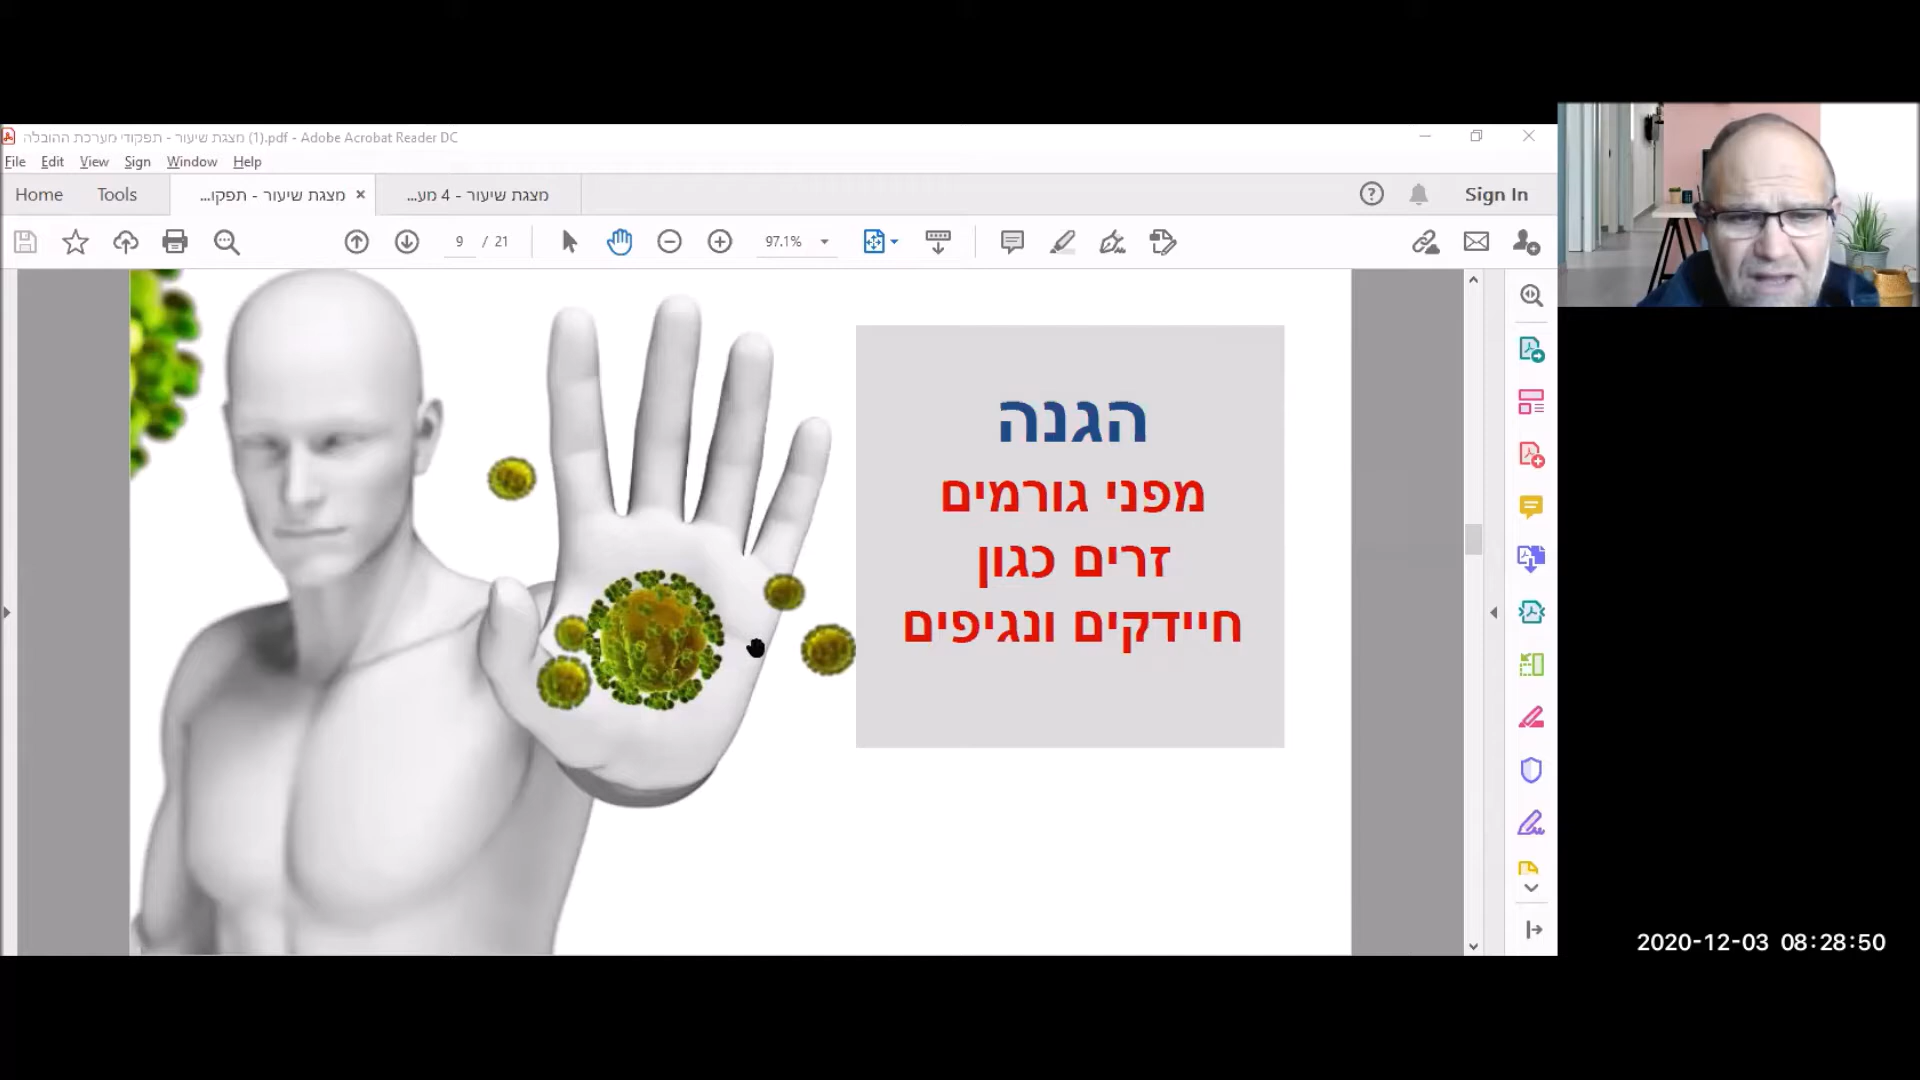 מצגת שיעור - תפקודי מערכת ההובלה (1).pdf - Adobe Acrobat Reader DC
File Edit View Sign Window Help
Home Tools מצגת שיעור - תפקו... × מצגת שיעור - 4 מע... Sign In
9 / 21 97.1%
הגנה
מפני גורמים
זרים כגון
חיידקים ונגיפים
2020-12-03 08:28:50